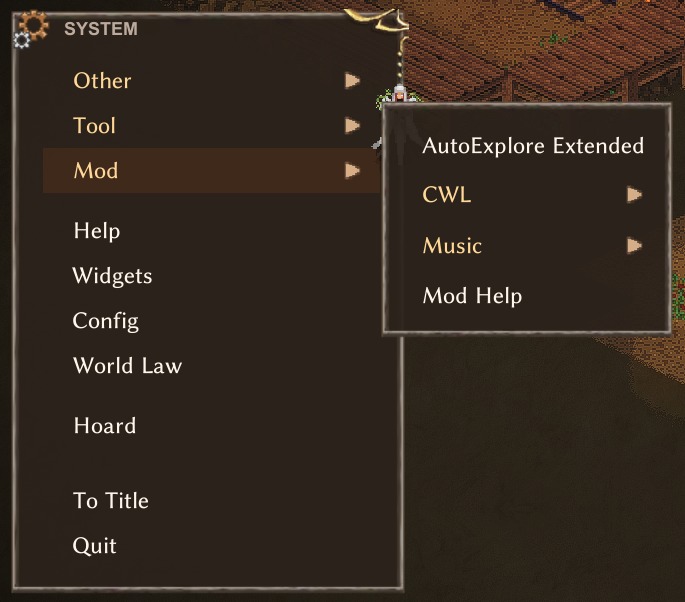 SYSTEM
Other
Tool
Mod
Help
Widgets
Config
World Law
Hoard
To Title
Quit
AutoExplore Extended
CWL
Music
Mod Help